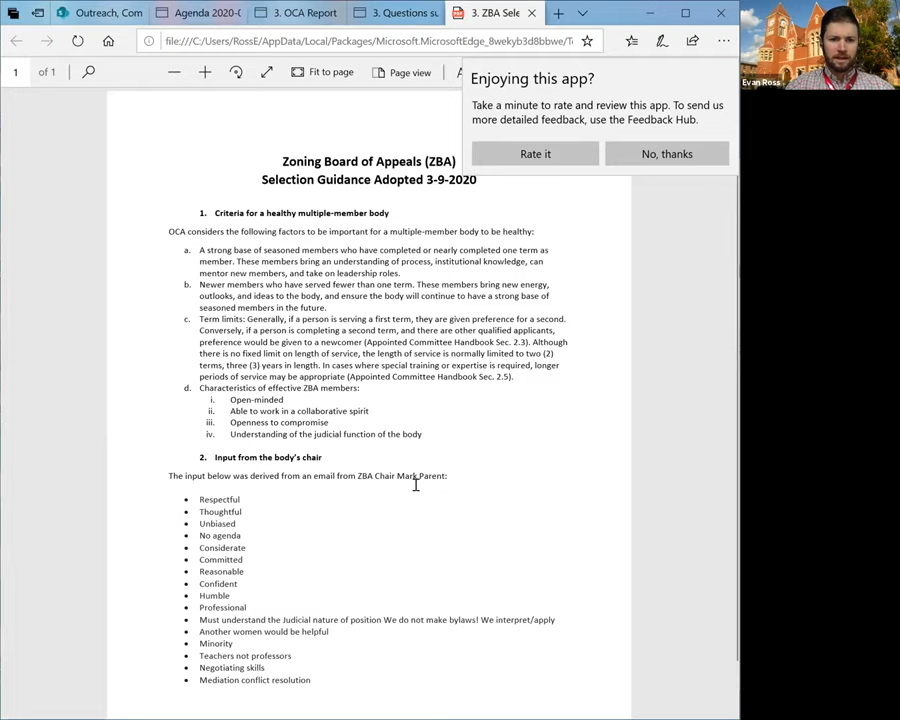 Outreach, Com
Agenda 2020-0
3. OCA Report
3. Questions su
3. ZBA Sele
file:///C:/Users/RossE/AppData/Local/Packages/Microsoft.MicrosoftEdge_8wekyb3d8bbwe/Te
1 of 1
Fit to page
Page view
Enjoying this app?
Take a minute to rate and review this app. To send us
more detailed feedback, use the Feedback Hub.
Rate it
No, thanks
Evan Ross
Zoning Board of Appeals (ZBA)
Selection Guidance Adopted 3-9-2020
1. Criteria for a healthy multiple-member body
OCA considers the following factors to be important for a multiple-member body to be healthy:
a. A strong base of seasoned members who have completed or nearly completed one term as
member. These members bring an understanding of process, institutional knowledge, can
mentor new members, and take on leadership roles.
b. Newer members who have served fewer than one term. These members bring new energy,
outlooks, and ideas to the body, and ensure the body will continue to have a strong base of
seasoned members in the future.
c. Term limits: Generally, if a person is serving a first term, they are given preference for a second.
Conversely, if a person is completing a second term, and there are other qualified applicants,
preference would be given to a newcomer (Appointed Committee Handbook Sec. 2.3). Although
there is no fixed limit on length of service, the length of service is normally limited to two (2)
terms, three (3) years in length. In cases where special training or expertise is required, longer
periods of service may be appropriate (Appointed Committee Handbook Sec. 2.5).
d. Characteristics of effective ZBA members:
i. Open-minded
ii. Able to work in a collaborative spirit
iii. Openness to compromise
iv. Understanding of the judicial function of the body
2. Input from the body's chair
The input below was derived from an email from ZBA Chair Mark Parent:
• Respectful
• Thoughtful
• Unbiased
• No agenda
• Considerate
• Committed
• Reasonable
• Confident
• Humble
• Professional
• Must understand the Judicial nature of position We do not make bylaws! We interpret/apply
• Another women would be helpful
• Minority
• Teachers not professors
• Negotiating skills
• Mediation conflict resolution